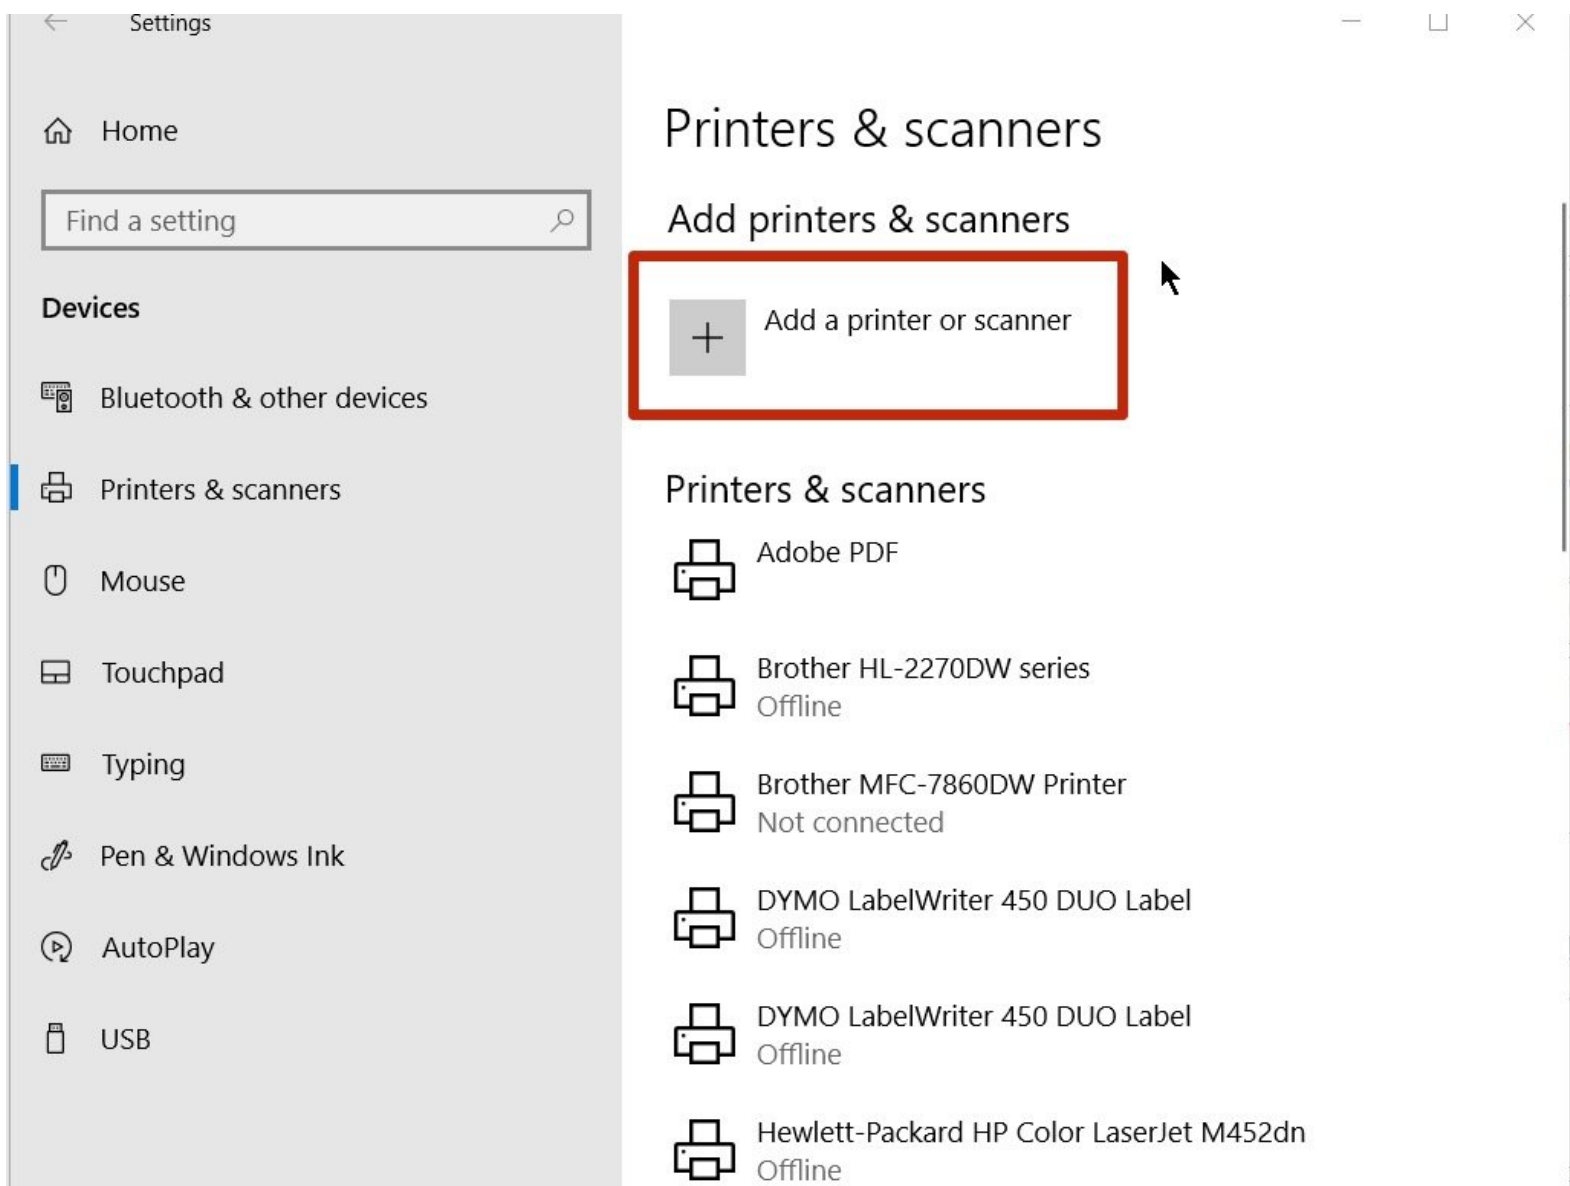 Settings
Home
Find a setting
Devices
Bluetooth & other devices
Printers & scanners
Mouse
Touchpad
Typing
Pen & Windows Ink
AutoPlay
USB
Printers & scanners
Add printers & scanners
Add a printer or scanner
Printers & scanners
Adobe PDF
Brother HL-2270DW series
Offline
Brother MFC-7860DW Printer
Not connected
DYMO LabelWriter 450 DUO Label
Offline
DYMO LabelWriter 450 DUO Label
Offline
Hewlett-Packard HP Color LaserJet M452dn
Offline